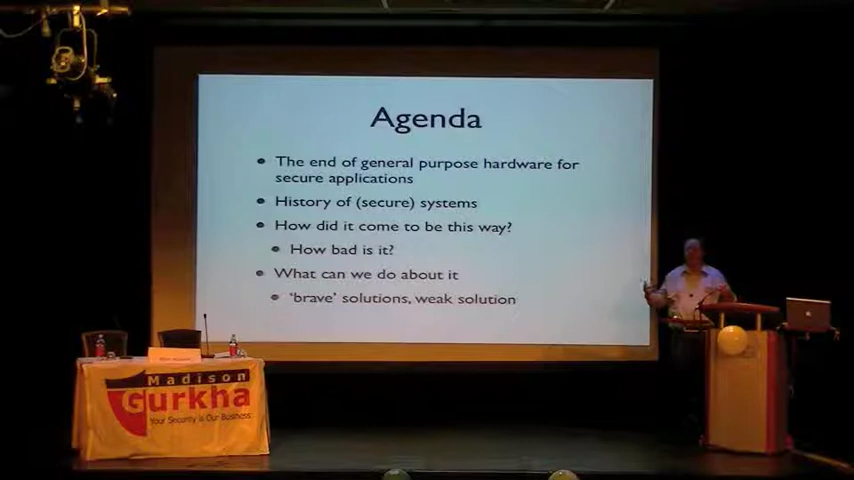 Agenda
• The end of general purpose hardware for
secure applications
• History of (secure) systems
• How did it come to be this way?
• How bad is it?
• What can we do about it
• 'brave' solutions, weak solution
Madison
Gurkha
Your Security is Our Business